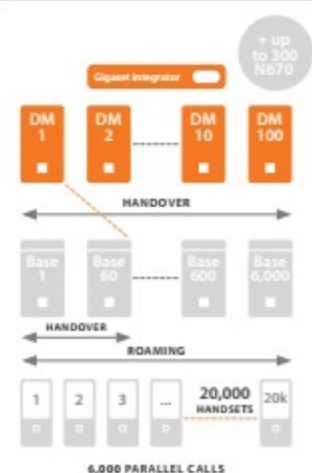 + up
to 300
N670
Gigaset integrator
DM
1
DM
2
DM
10
DM
100
HANDOVER
Base
1
Base
60
Base
600
Base
6,000
HANDOVER
ROAMING
1
2
3
...
20,000
HANDSETS
20k
6,000 PARALLEL CALLS